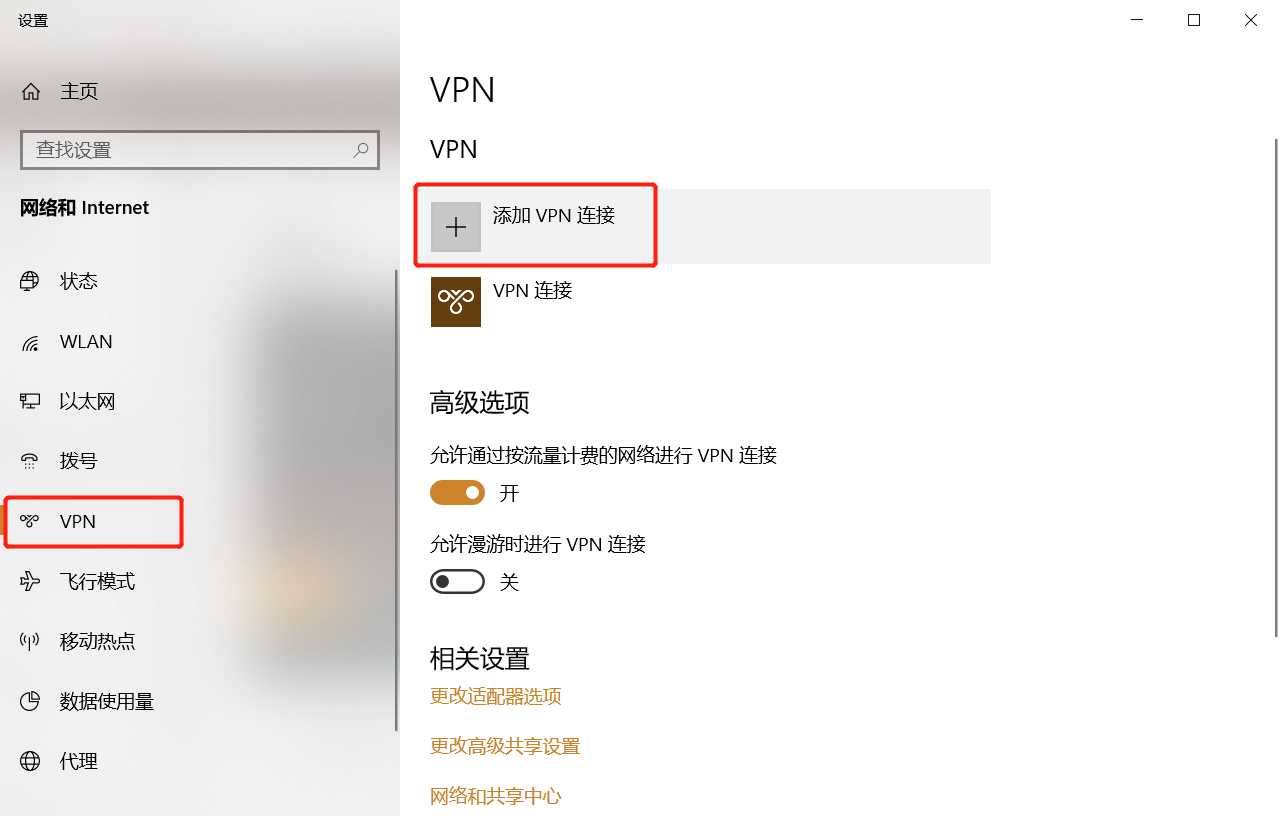 设置
主页
查找设置
网络和 Internet
状态
WLAN
以太网
拨号
VPN
飞行模式
移动热点
数据使用量
代理
VPN
VPN
添加 VPN 连接
VPN 连接
高级选项
允许通过按流量计费的网络进行 VPN 连接
开
允许漫游时进行 VPN 连接
关
相关设置
更改适配器选项
更改高级共享设置
网络和共享中心